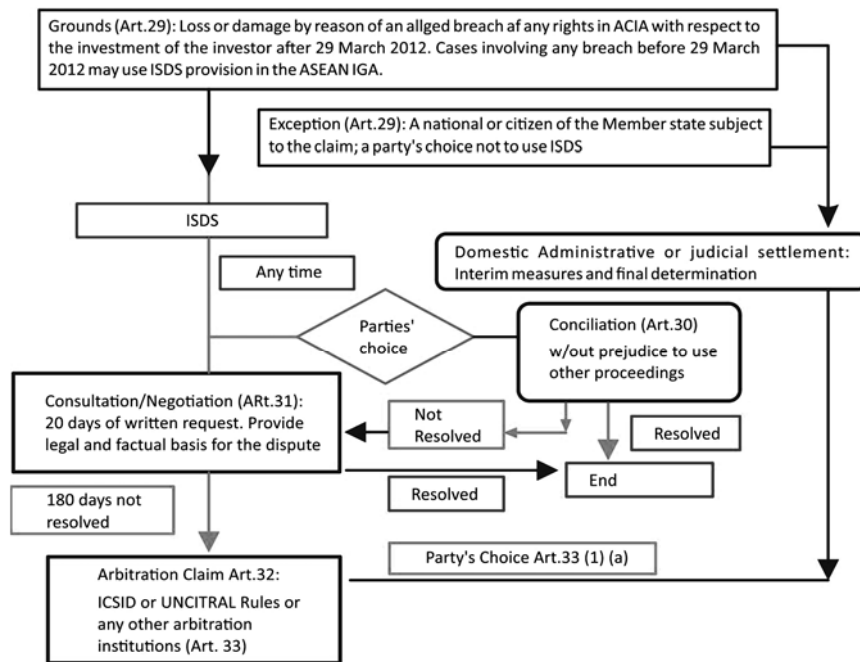 Grounds (Art.29): Loss or damage by reason of an allged breach af any rights in ACIA with respect to
the investment of the investor after 29 March 2012. Cases involving any breach before 29 March
2012 may use ISDS provision in the ASEAN IGA.
Exception (Art.29): A national or citizen of the Member state subject
to the claim; a party's choice not to use ISDS
ISDS
Domestic Administrative or judicial settlement:
Interim measures and final determination
Any time
Parties'
choice
Conciliation (Art.30)
w/out prejudice to use
other proceedings
Consultation/Negotiation (ARt.31):
20 days of written request. Provide
legal and factual basis for the dispute
Not
Resolved
Resolved
Resolved
End
180 days not
resolved
Party's Choice Art.33 (1) (a)
Arbitration Claim Art.32:
ICSID or UNCITRAL Rules or
any other arbitration
institutions (Art. 33)